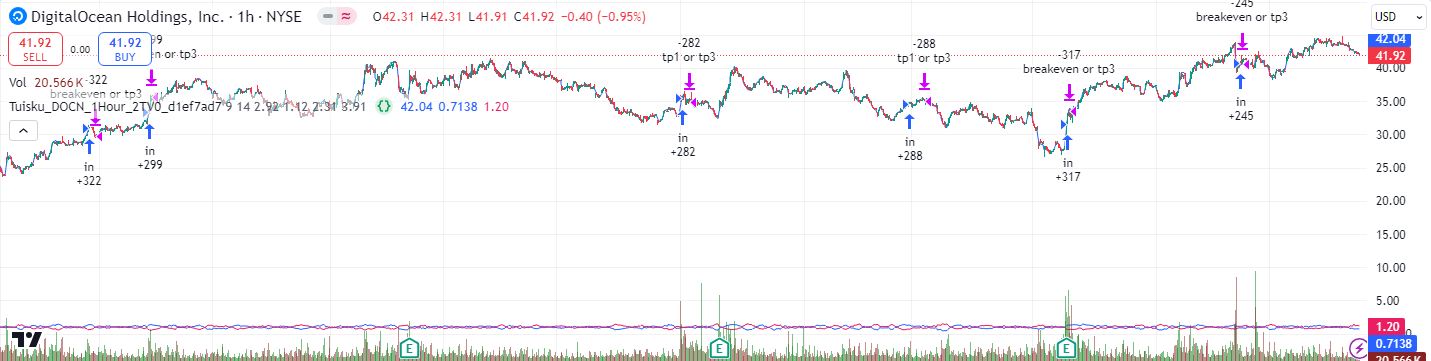 DigitalOcean Holdings, Inc. · 1h · NYSE
O42.31 H42.31 L41.91 C41.92 −0.40 (−0.95%)
41.92
SELL
0.00
41.92
BUY
Vol 20.566 K
Tuisku_DOCN_1Hour_2TV0_d1ef7ad7 9 14 2.92 1.12 2.31 3.91 42.04 0.7138 1.20
-322
breakeven or tp3
in
+322
in
+299
-282
tp1 or tp3
in
+282
-288
tp1 or tp3
in
+288
-317
breakeven or tp3
in
+317
-245
breakeven or tp3
in
+245
USD
42.04
41.92
40.00
35.00
30.00
25.00
20.00
15.00
10.00
5.00
1.20
0.7138
20.566 K
E
E
E